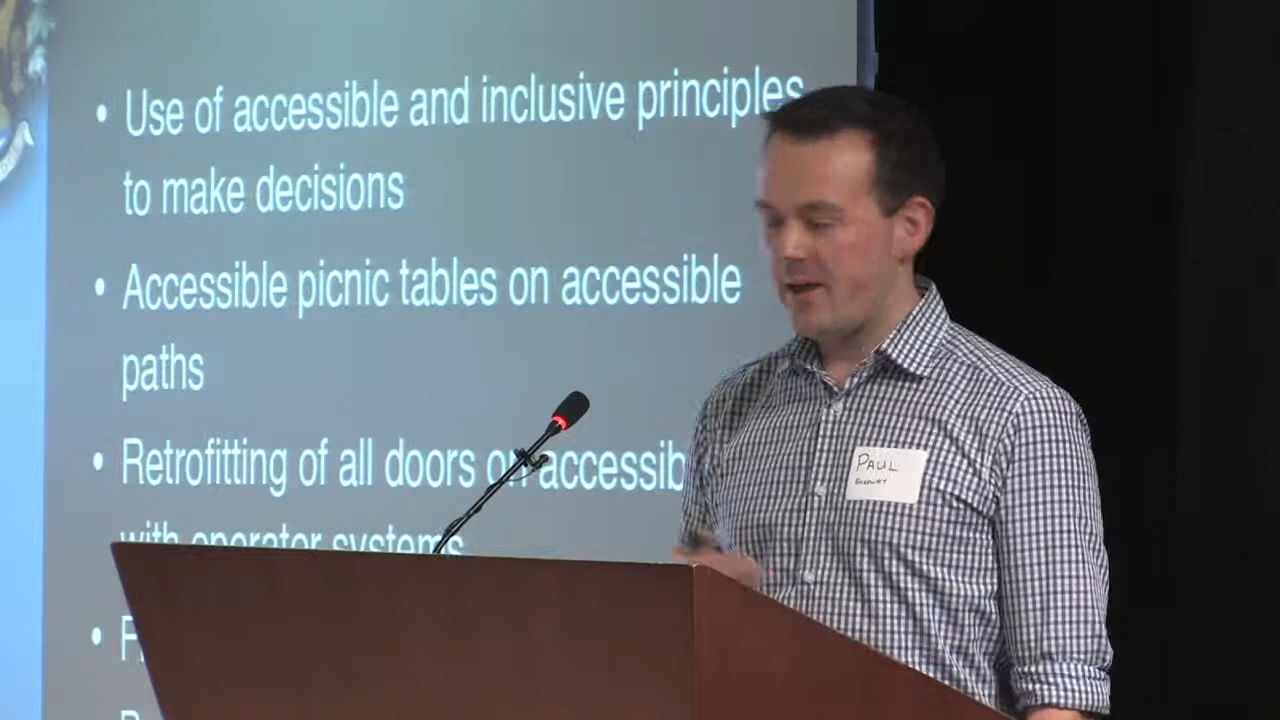 • Use of accessible and inclusive principles
to make decisions
• Accessible picnic tables on accessible
paths
• Retrofitting of all doors on
with operator systems
•
PAUL